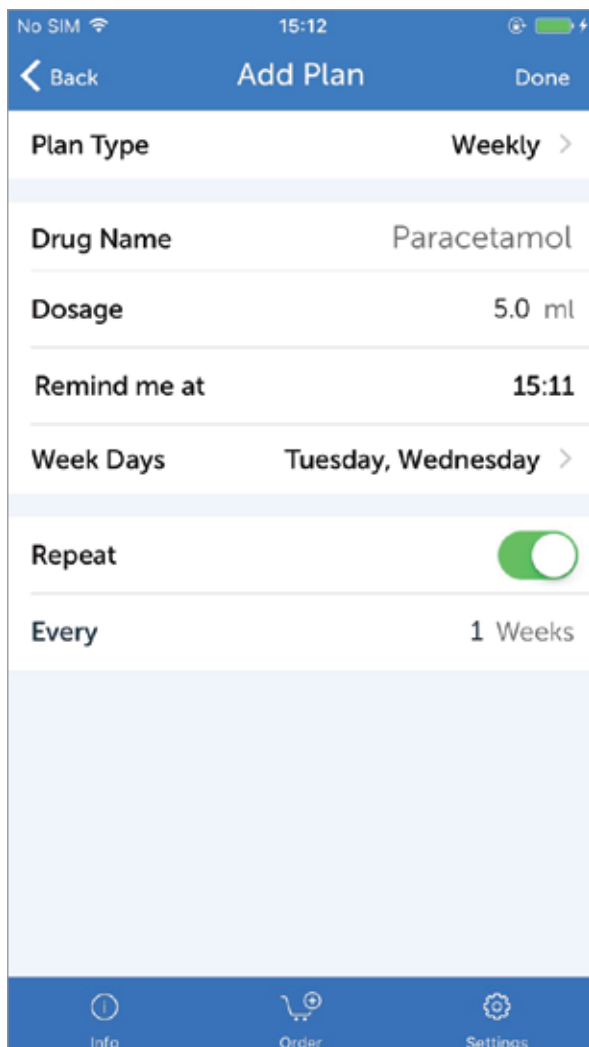 No SIM 15:12
Back Add Plan Done
Plan Type Weekly
Drug Name Paracetamol
Dosage 5.0 ml
Remind me at 15:11
Week Days Tuesday, Wednesday
Repeat
Every 1 Weeks
Info Order Settings